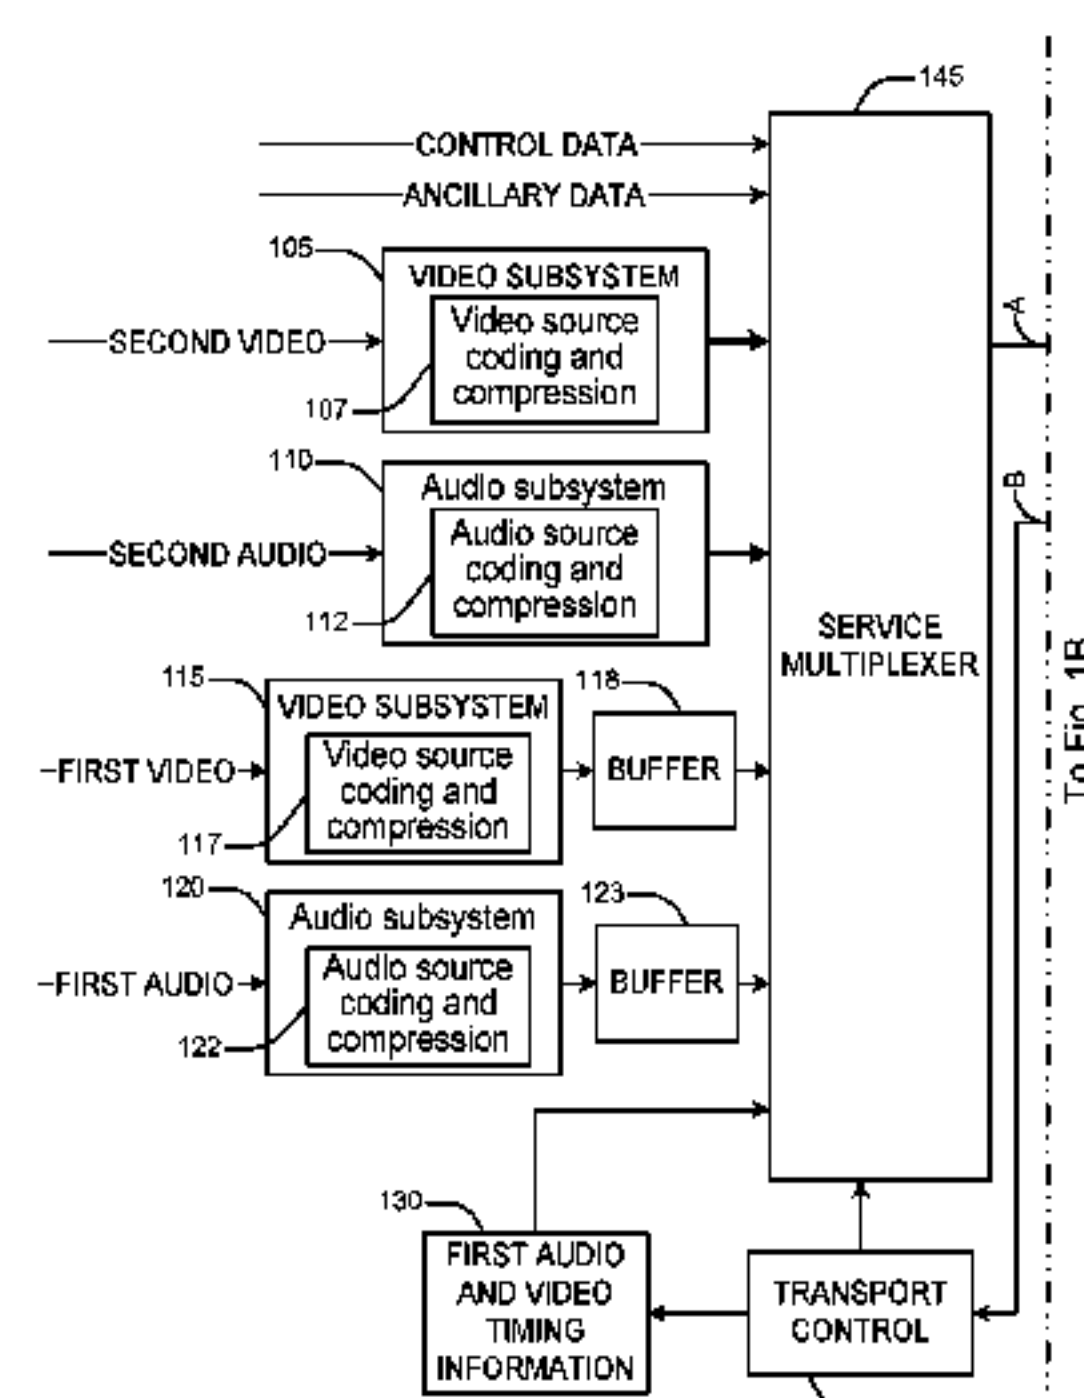 145
CONTROL DATA
ANCILLARY DATA
105
VIDEO SUBSYSTEM
Video source
coding and
compression
SECOND VIDEO
107
A
110
Audio subsystem
Audio source
coding and
compression
SECOND AUDIO
112
B
SERVICE
MULTIPLEXER
To Fig. 1B
115
VIDEO SUBSYSTEM
Video source
coding and
compression
FIRST VIDEO
117
118
BUFFER
120
Audio subsystem
Audio source
coding and
compression
FIRST AUDIO
122
123
BUFFER
130
FIRST AUDIO
AND VIDEO
TIMING
INFORMATION
TRANSPORT
CONTROL